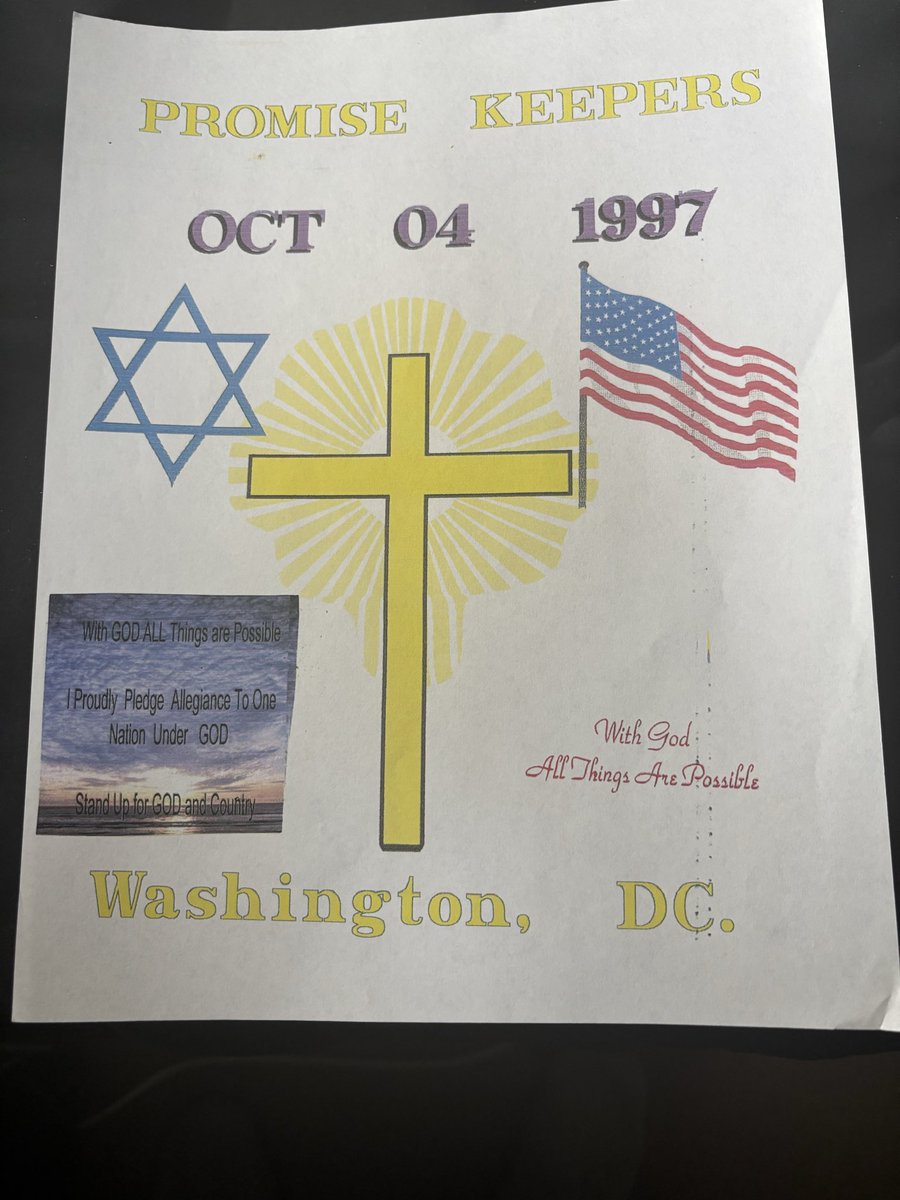 PROMISE KEEPERS
OCT 04 1997
With GOD ALL Things are Possible
I Proudly Pledge Allegiance To One
Nation Under GOD
Stand Up for GOD and Country
With God
All Things Are Possible
Washington, DC.